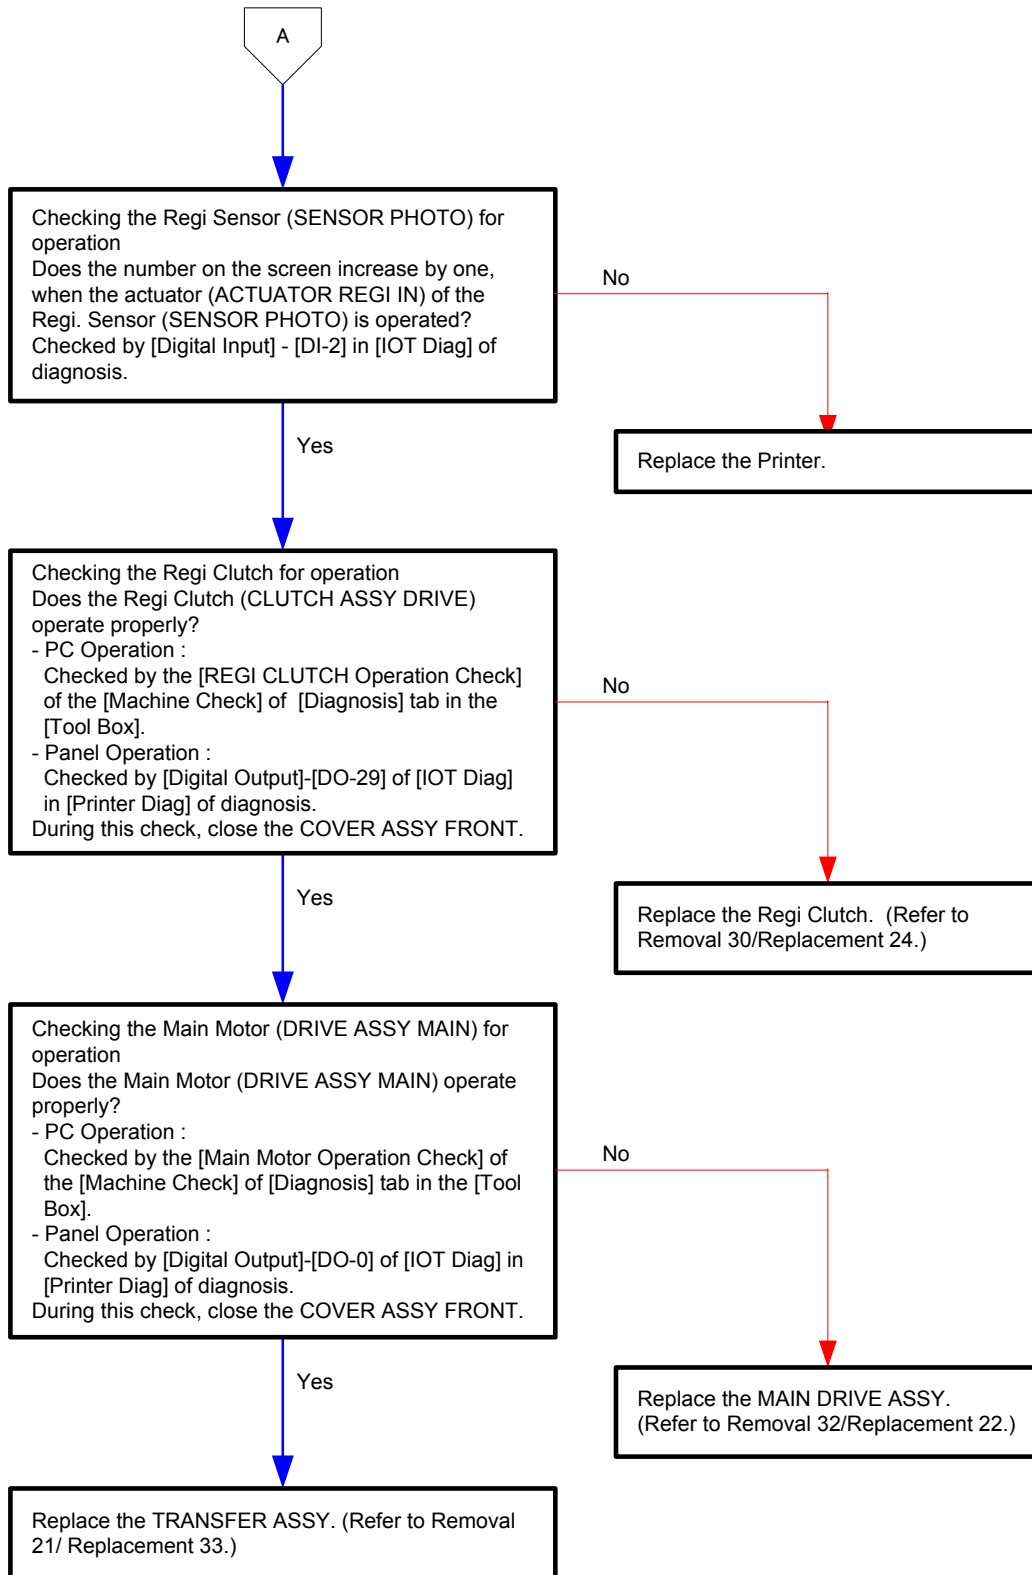 A
Checking the Regi Sensor (SENSOR PHOTO) for
operation
Does the number on the screen increase by one,
when the actuator (ACTUATOR REGI IN) of the
Regi. Sensor (SENSOR PHOTO) is operated?
Checked by [Digital Input] - [DI-2] in [IOT Diag] of
diagnosis.
No
Yes
Replace the Printer.
Checking the Regi Clutch for operation
Does the Regi Clutch (CLUTCH ASSY DRIVE)
operate properly?
- PC Operation :
Checked by the [REGI CLUTCH Operation Check]
of the [Machine Check] of  [Diagnosis] tab in the
[Tool Box].
- Panel Operation :
Checked by [Digital Output]-[DO-29] of [IOT Diag]
in [Printer Diag] of diagnosis.
During this check, close the COVER ASSY FRONT.
No
Yes
Replace the Regi Clutch.  (Refer to
Removal 30/Replacement 24.)
Checking the Main Motor (DRIVE ASSY MAIN) for
operation
Does the Main Motor (DRIVE ASSY MAIN) operate
properly?
- PC Operation :
Checked by the [Main Motor Operation Check] of
the [Machine Check] of [Diagnosis] tab in the [Tool
Box].
- Panel Operation :
Checked by [Digital Output]-[DO-0] of [IOT Diag] in
[Printer Diag] of diagnosis.
During this check, close the COVER ASSY FRONT.
No
Yes
Replace the MAIN DRIVE ASSY.
(Refer to Removal 32/Replacement 22.)
Replace the TRANSFER ASSY. (Refer to Removal
21/ Replacement 33.)